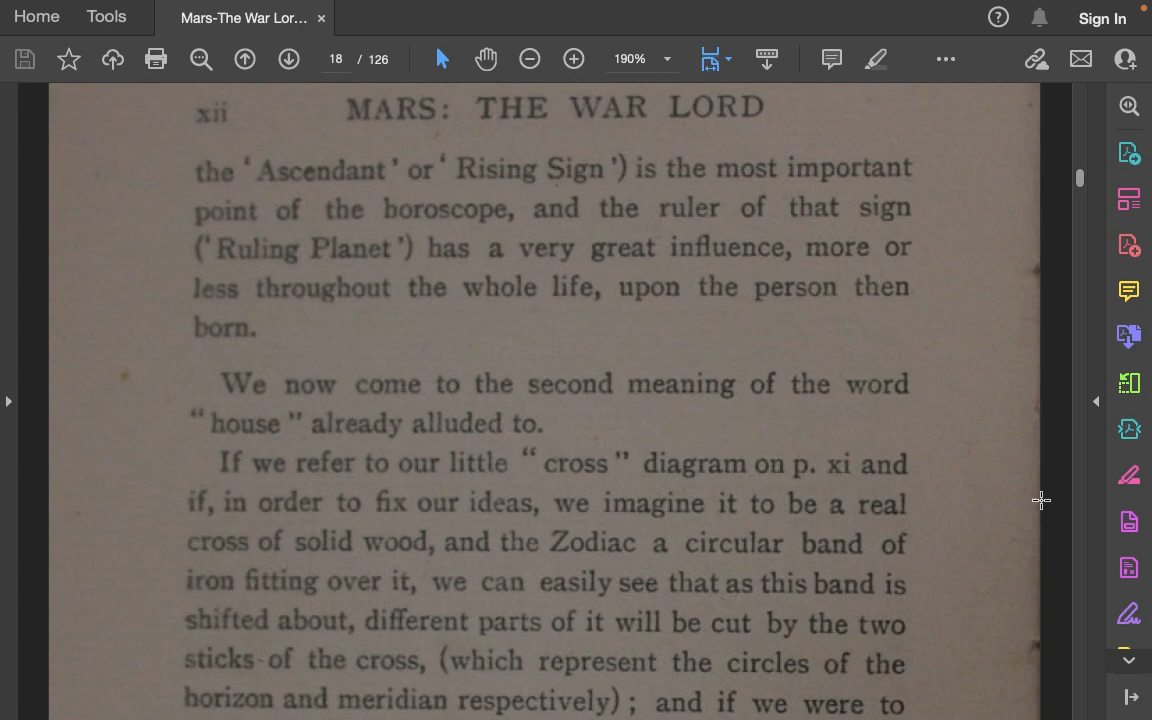 Home
Tools
Mars-The War Lor... ×
Sign In
18 / 126
190%
xii MARS: THE WAR LORD
the ‘Ascendant’ or ‘Rising Sign’) is the most important
point of the horoscope, and the ruler of that sign
(‘Ruling Planet’) has a very great influence, more or
less throughout the whole life, upon the person then
born.
We now come to the second meaning of the word
“house” already alluded to.
If we refer to our little “cross” diagram on p. xi and
if, in order to fix our ideas, we imagine it to be a real
cross of solid wood, and the Zodiac a circular band of
iron fitting over it, we can easily see that as this band is
shifted about, different parts of it will be cut by the two
sticks of the cross, (which represent the circles of the
horizon and meridian respectively); and if we were to